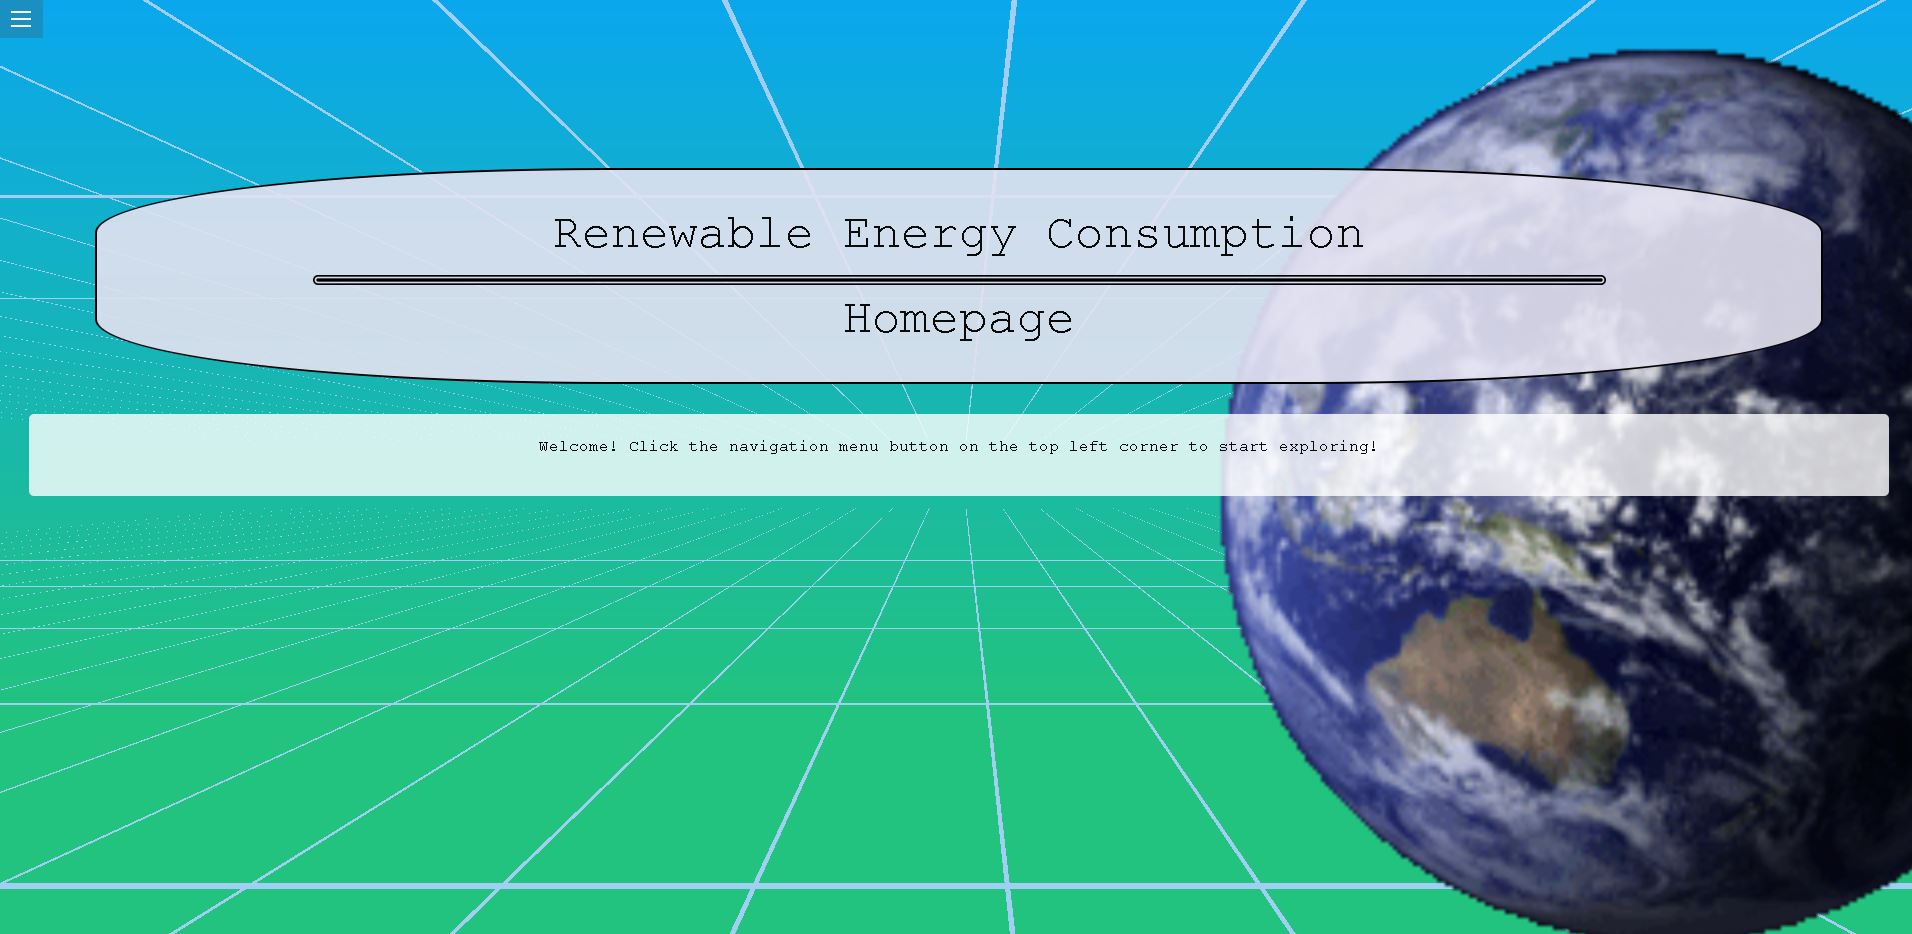 Renewable Energy Consumption
Homepage
Welcome! Click the navigation menu button on the top left corner to start exploring!